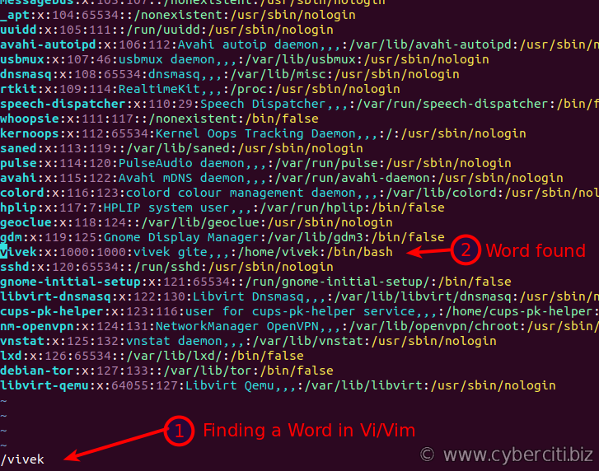 messagebus:x:103:107::/nonexistent:/usr/sbin/nologin
_apt:x:104:65534::/nonexistent:/usr/sbin/nologin
uuidd:x:105:111::/run/uuidd:/usr/sbin/nologin
avahi-autoipd:x:106:112:Avahi autoip daemon,,,:/var/lib/avahi-autoipd:/usr/sbin/nologin
usbmux:x:107:46:usbmux daemon,,,:/var/lib/usbmux:/usr/sbin/nologin
dnsmasq:x:108:65534:dnsmasq,,,:/var/lib/misc:/usr/sbin/nologin
rtkit:x:109:114:RealtimeKit,,,:/proc:/usr/sbin/nologin
speech-dispatcher:x:110:29:Speech Dispatcher,,,:/var/run/speech-dispatcher:/bin/f
whoopsie:x:111:117::/nonexistent:/bin/false
kernoops:x:112:65534:Kernel Oops Tracking Daemon,,,:/:/usr/sbin/nologin
saned:x:113:119::/var/lib/saned:/usr/sbin/nologin
pulse:x:114:120:PulseAudio daemon,,,:/var/run/pulse:/usr/sbin/nologin
avahi:x:115:122:Avahi mDNS daemon,,,:/var/run/avahi-daemon:/usr/sbin/nologin
colord:x:116:123:colord colour management daemon,,,:/var/lib/colord:/usr/sbin/nol
hplip:x:117:7:HPLIP system user,,,:/var/run/hplip:/bin/false
geoclue:x:118:124::/var/lib/geoclue:/usr/sbin/nologin
gdm:x:119:125:Gnome Display Manager:/var/lib/gdm3:/bin/false
vivek:x:1000:1000:vivek gite,,,:/home/vivek:/bin/bash 2 Word found
sshd:x:120:65534::/run/sshd:/usr/sbin/nologin
gnome-initial-setup:x:121:65534::/run/gnome-initial-setup/:/bin/false
libvirt-dnsmasq:x:122:130:Libvirt Dnsmasq,,,:/var/lib/libvirt/dnsmasq:/usr/sbin/n
cups-pk-helper:x:123:116:user for cups-pk-helper service,,,:/home/cups-pk-helper:
nm-openvpn:x:124:131:NetworkManager OpenVPN,,,:/var/lib/openvpn/chroot:/usr/sbin/
vnstat:x:125:132:vnstat daemon,,,:/var/lib/vnstat:/usr/sbin/nologin
lxd:x:126:65534::/var/lib/lxd/:/bin/false
debian-tor:x:127:133::/var/lib/tor:/bin/false
libvirt-qemu:x:64055:127:Libvirt Qemu,,,:/var/lib/libvirt:/usr/sbin/nologin
~
~
~
1 Finding a Word in Vi/Vim
/vivek
© www.cyberciti.biz